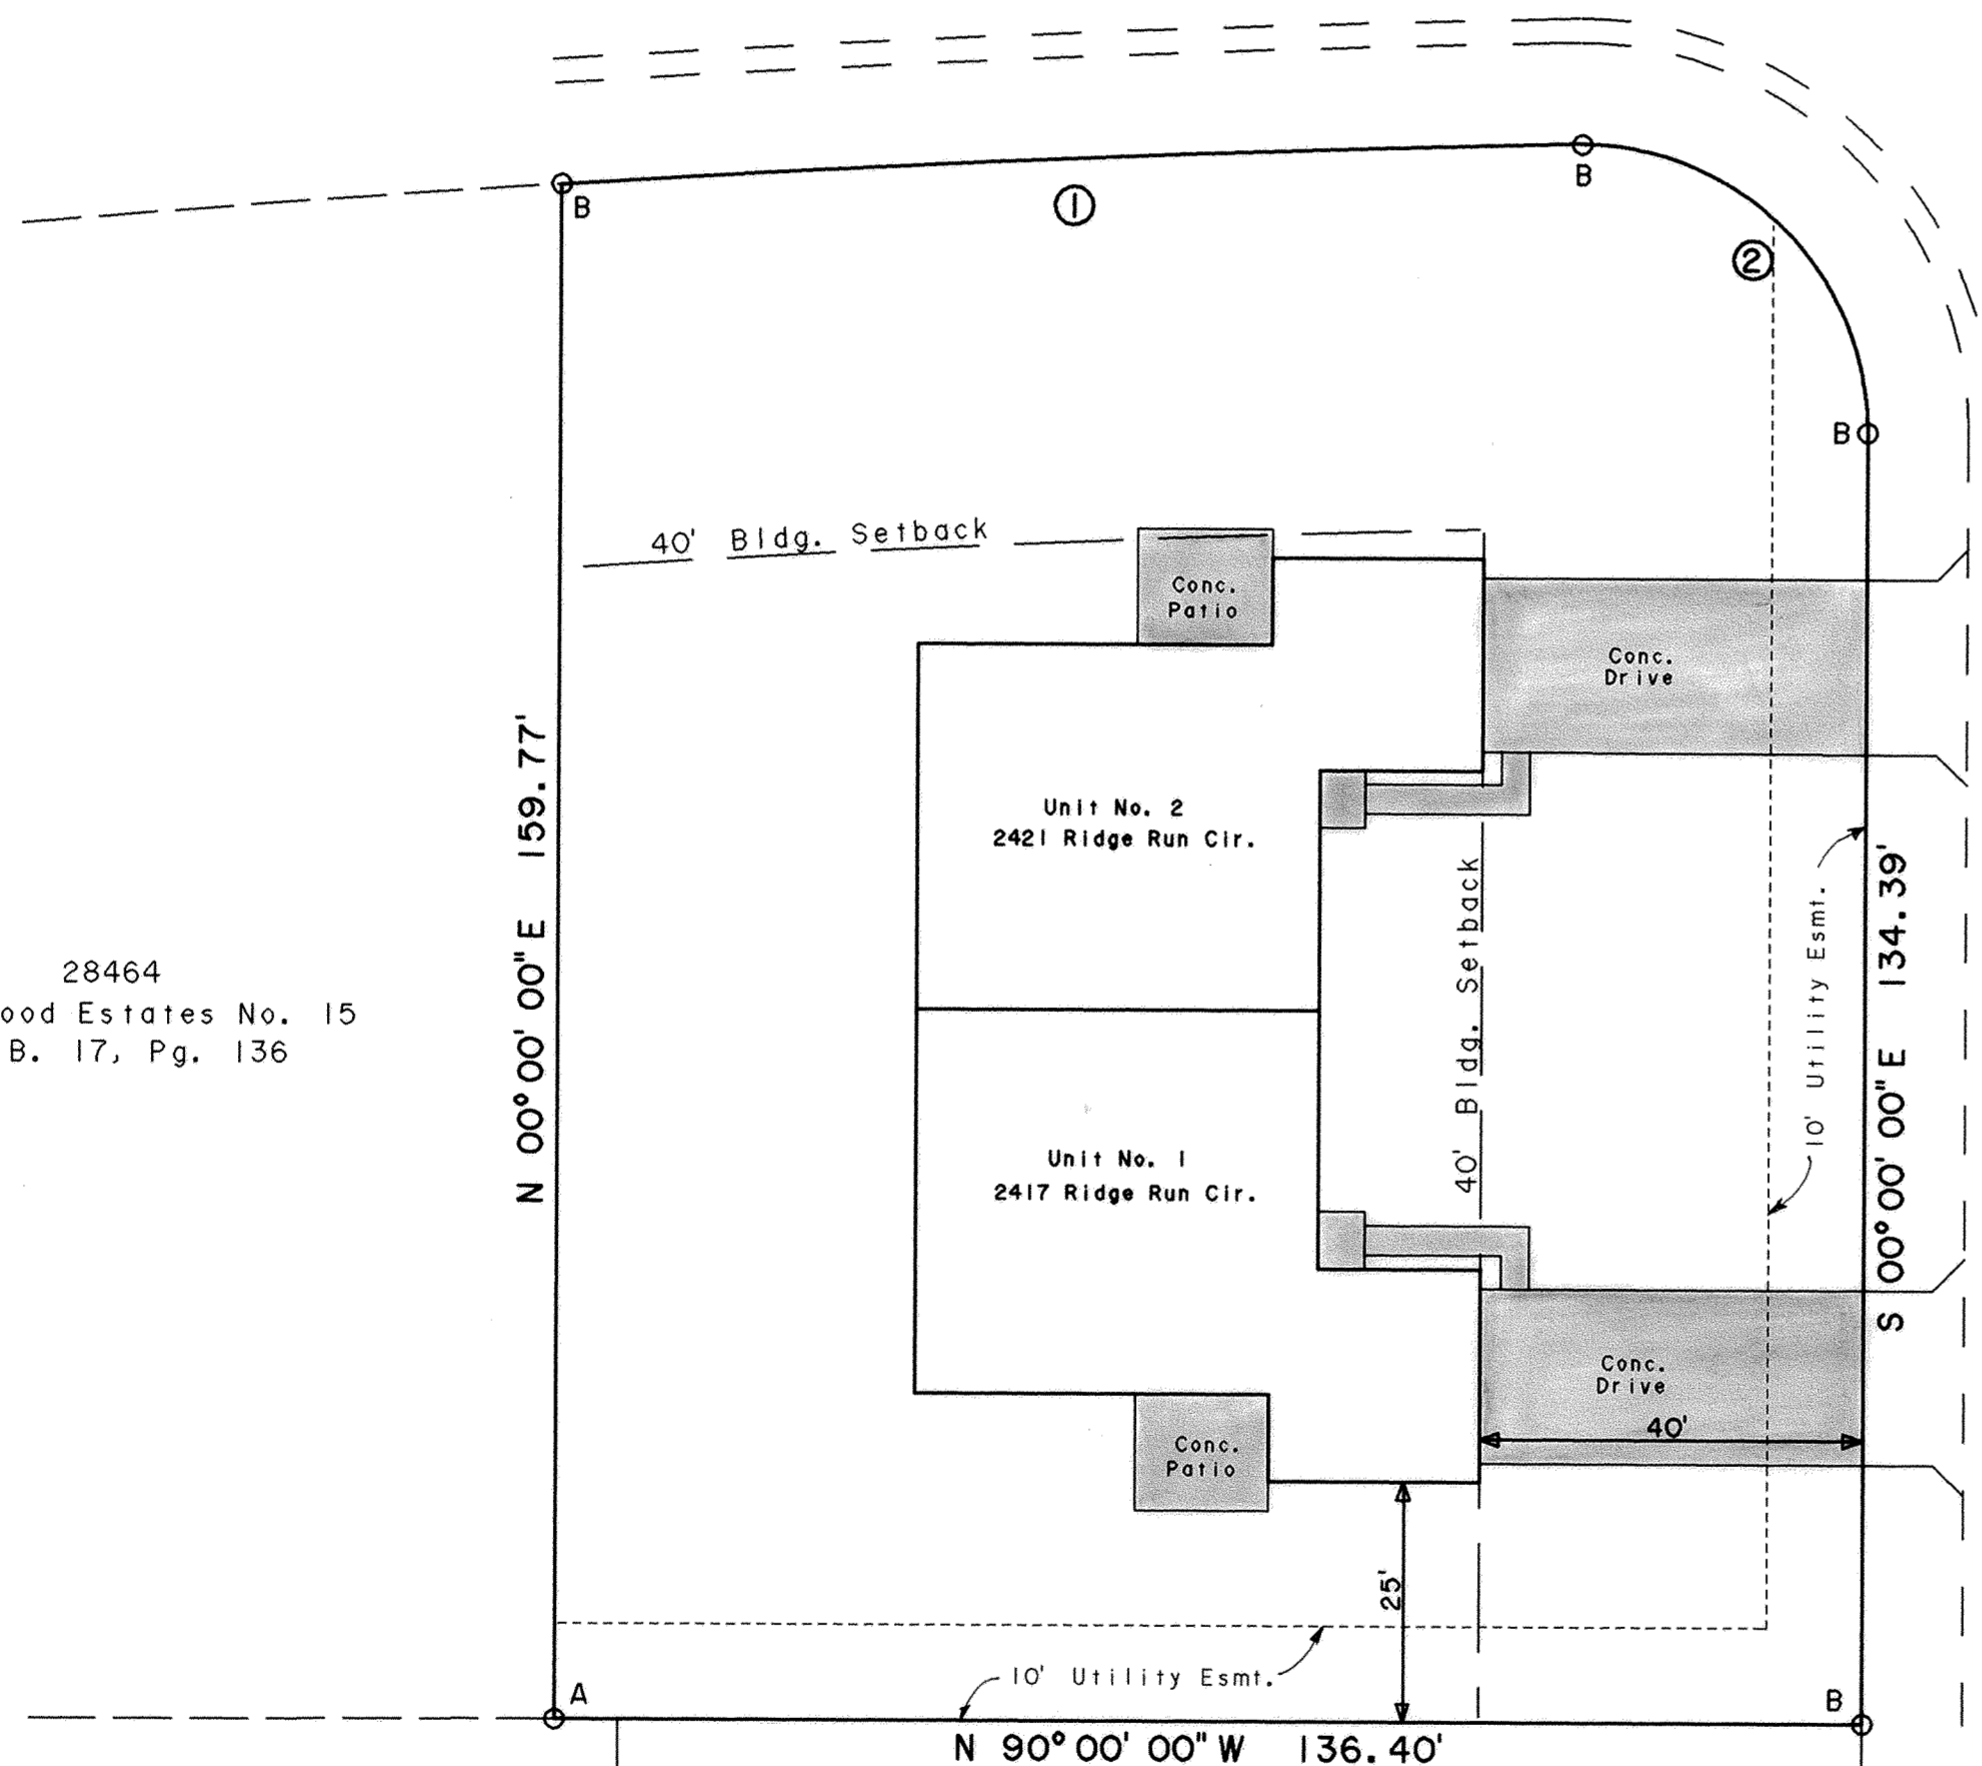 B
B
①
②
B
40' Bldg. Setback
Conc.
Patio
Conc.
Drive
N 00° 00' 00" E 159.77'
Unit No. 2
2421 Ridge Run Cir.
40' Bldg. Setback
10' Utility Esmt.
S 00° 00' 00" E 134.39'
28464
ood Estates No. 15
B. 17, Pg. 136
Unit No. 1
2417 Ridge Run Cir.
Conc.
Drive
40'
Conc.
Patio
25'
10' Utility Esmt.
A
B
N 90° 00' 00" W 136.40'